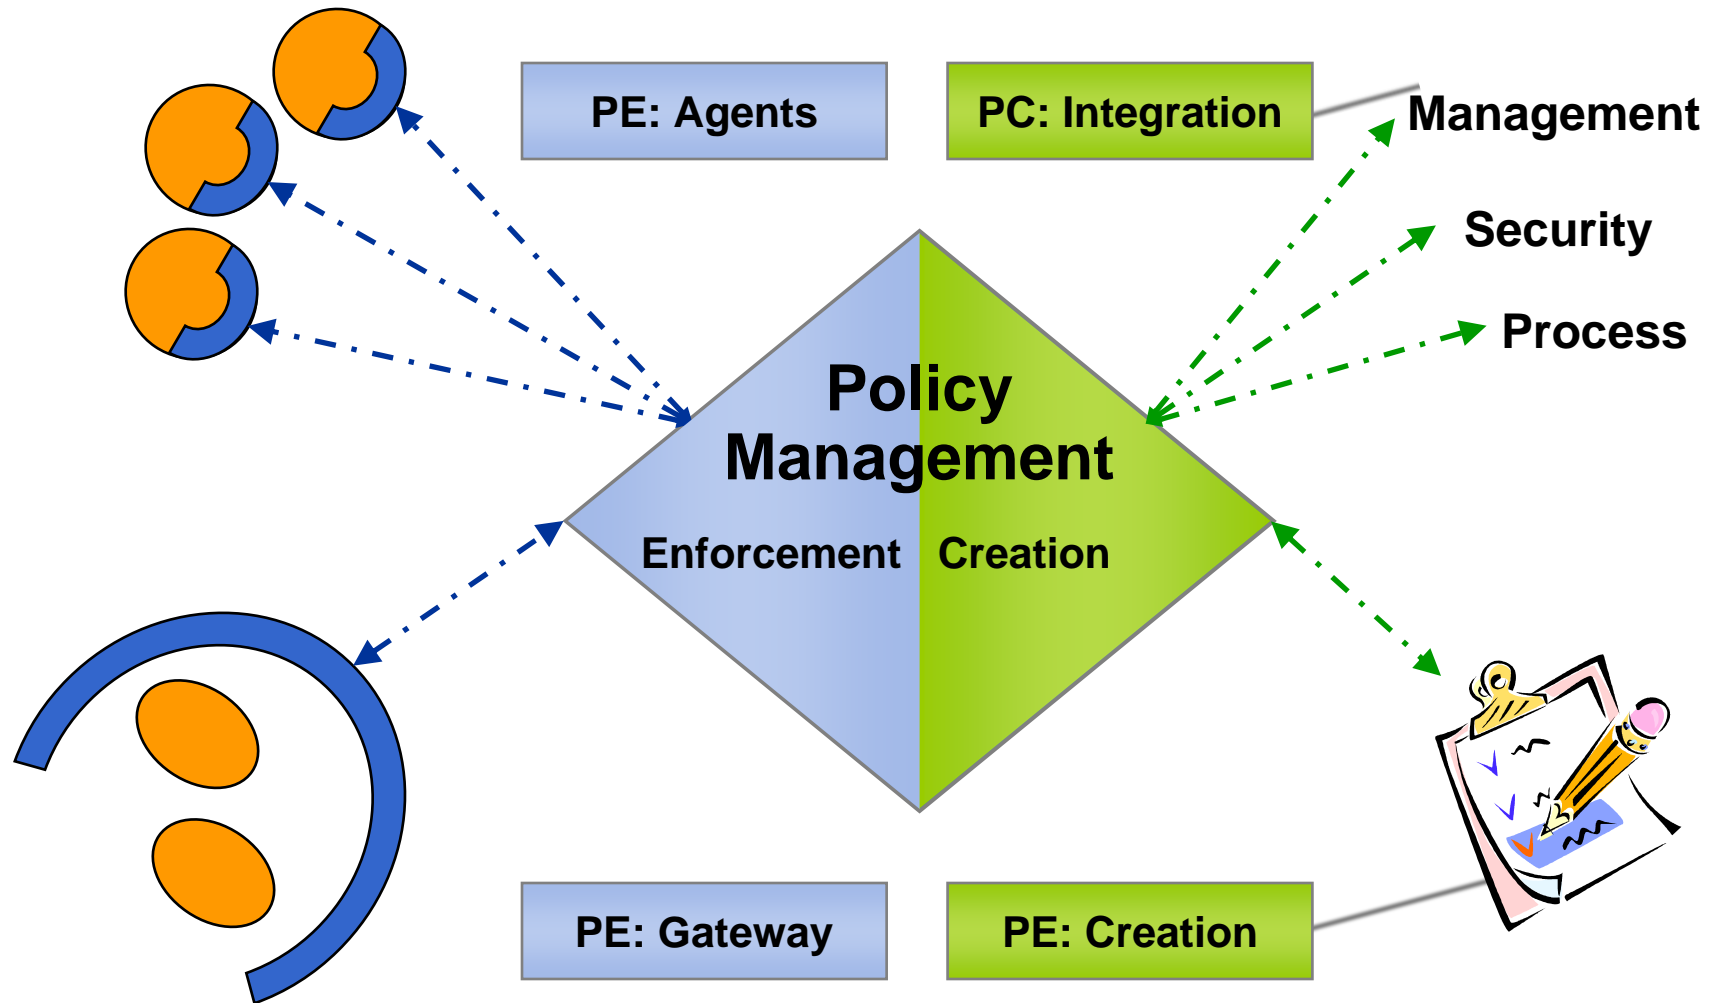 PE: Agents
PC: Integration
Management
Security
Process
Policy
Management
Enforcement
Creation
PE: Gateway
PE: Creation